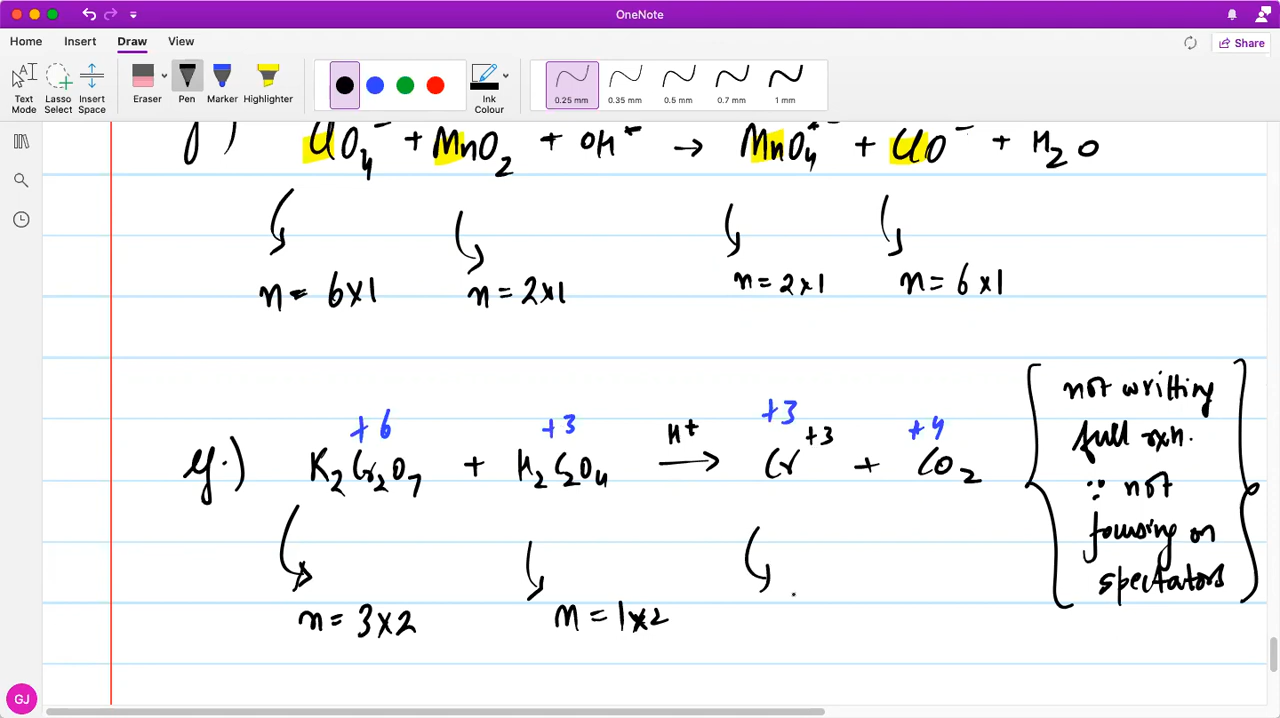 OneNote
Home Insert Draw View
Share
Text Mode
Lasso Select
Insert Space
Eraser
Pen
Marker
Highlighter
Ink Colour
0.25 mm 0.35 mm 0.5 mm 0.7 mm 1 mm
ClO4⁻ + MnO2 + OH⁻ → MnO4⁻ + ClO⁻ + H2O
n = 6×1 n = 2×1 n = 2×1 n = 6×1
+6 +3 H+ +3 +4
eg.) K2Cr2O7 + H2C2O4 → Cr+3 + CO2
n = 3×2 n = 1×2
{ not writting
full rxn.
∵ not
focusing on
spectators }
GJ